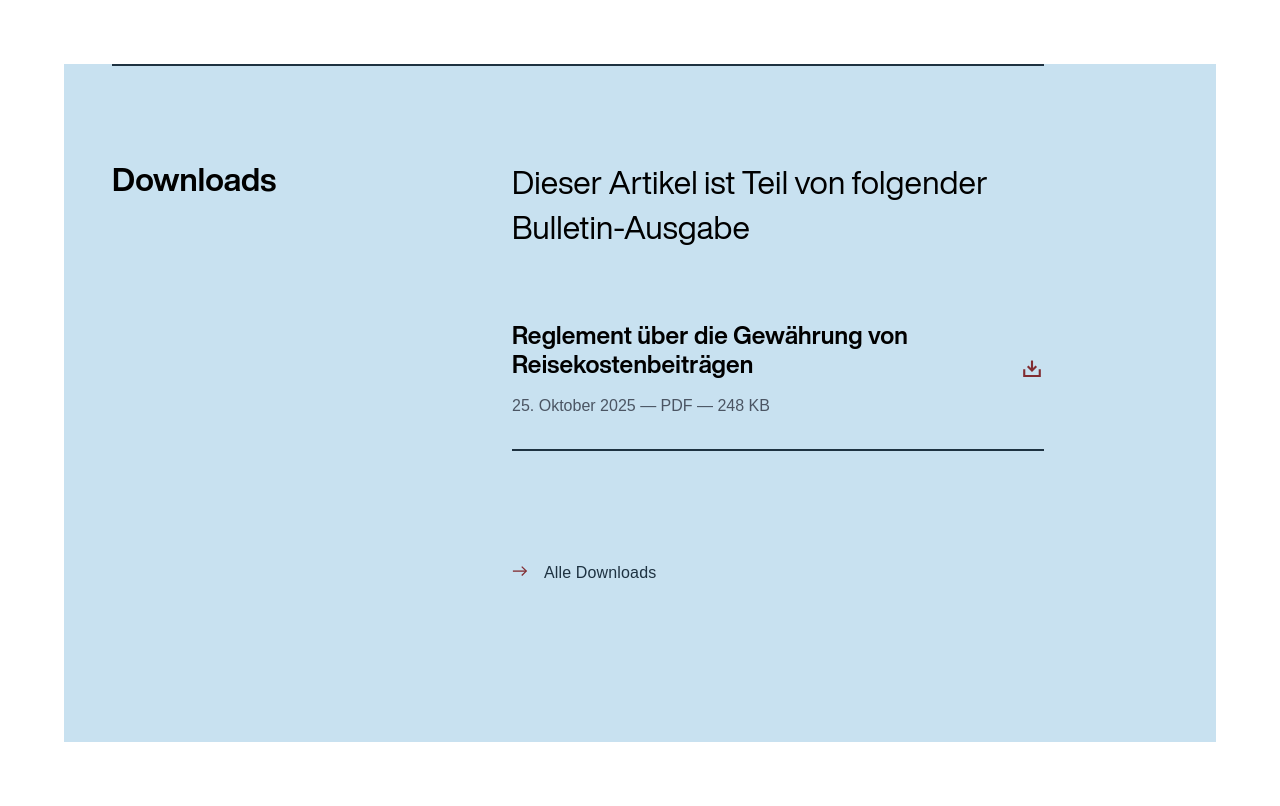 Downloads
Dieser Artikel ist Teil von folgender
Bulletin-Ausgabe
Reglement über die Gewährung von
Reisekostenbeiträgen
25. Oktober 2025 — PDF — 248 KB
Alle Downloads